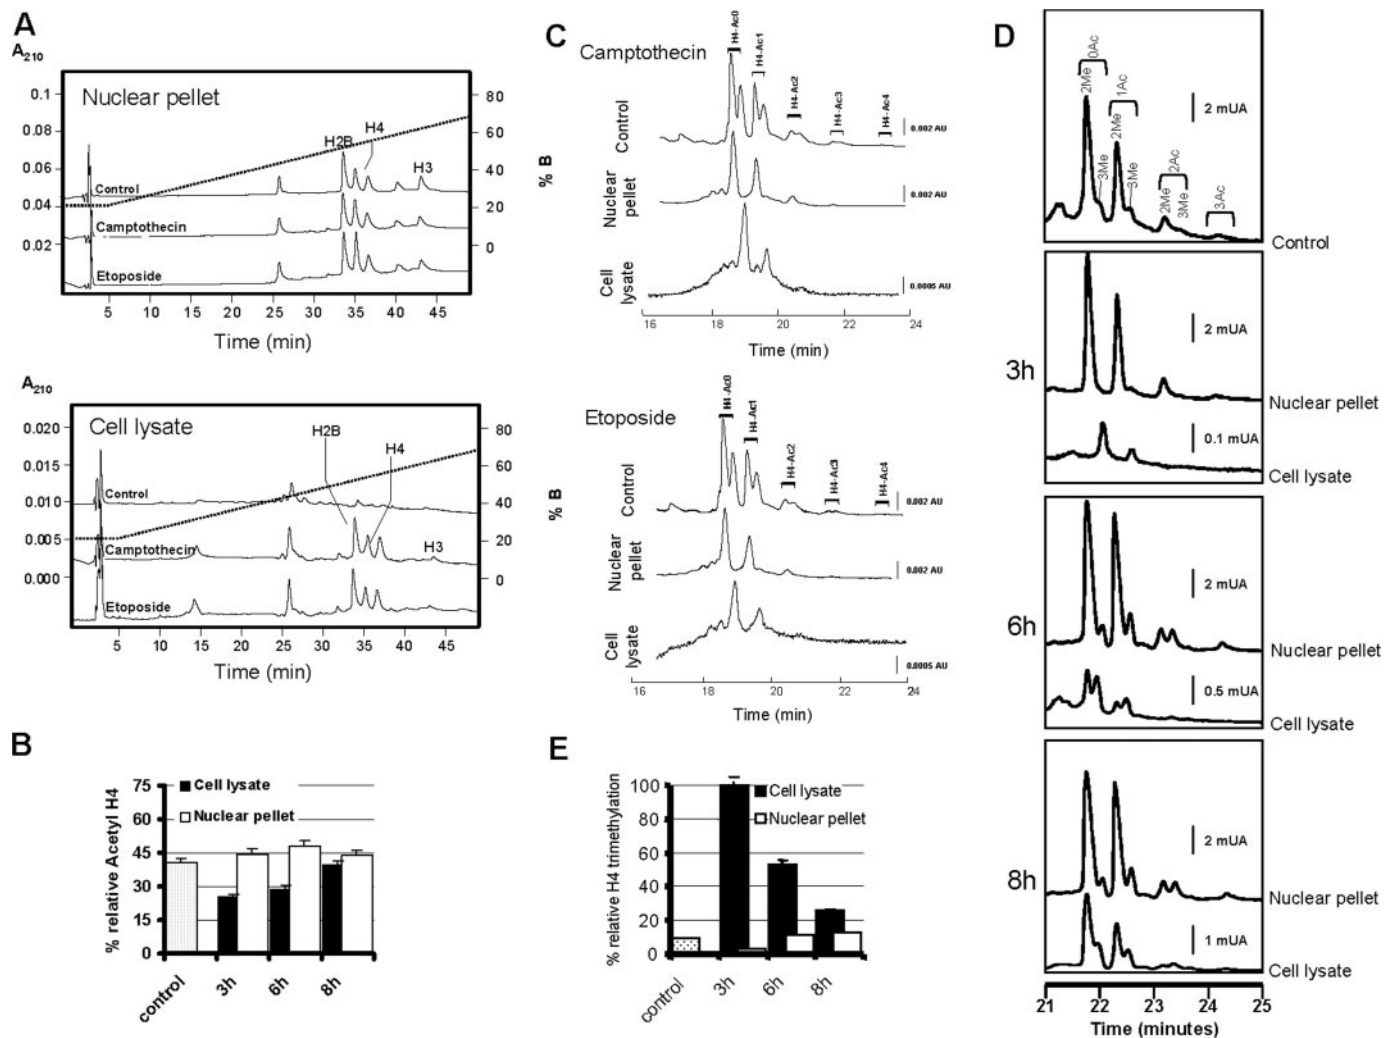 A
A210
Nuclear pellet
0.1
0.08
0.06
0.04
0.02
80
60
40
20
0
% B
H2B
H4
H3
Control
Camptothecin
Etoposide
5 10 15 20 25 30 35 40 45
Time (min)
A210
Cell lysate
0.020
0.015
0.010
0.005
0.000
80
60
40
20
0
% B
H2B
H4
H3
Control
Camptothecin
Etoposide
5 10 15 20 25 30 35 40 45
Time (min)
B
% relative Acetyl H4
75
60
45
30
15
0
Cell lysate
Nuclear pellet
control 3h 6h 8h
C
Camptothecin
H4-Ac0
H4-Ac1
H4-Ac2
H4-Ac3
H4-Ac4
Control
0.002 AU
Nuclear
pellet
0.002 AU
Cell
lysate
0.0005 AU
16 18 20 22 24
Time (min)
Etoposide
H4-Ac0
H4-Ac1
H4-Ac2
H4-Ac3
H4-Ac4
Control
0.002 AU
Nuclear
pellet
0.002 AU
Cell
lysate
0.0005 AU
16 18 20 22 24
Time (min)
E
% relative H4 trimethylation
100
80
60
40
20
0
Cell lysate
Nuclear pellet
control 3h 6h 8h
D
0Ac
2Me
3Me
1Ac
2Me
3Me
2Ac
2Me
3Me
3Ac
2 mUA
Control
3h
2 mUA
Nuclear pellet
0.1 mUA
Cell lysate
6h
2 mUA
Nuclear pellet
0.5 mUA
Cell lysate
8h
2 mUA
Nuclear pellet
1 mUA
Cell lysate
21 22 23 24 25
Time (minutes)